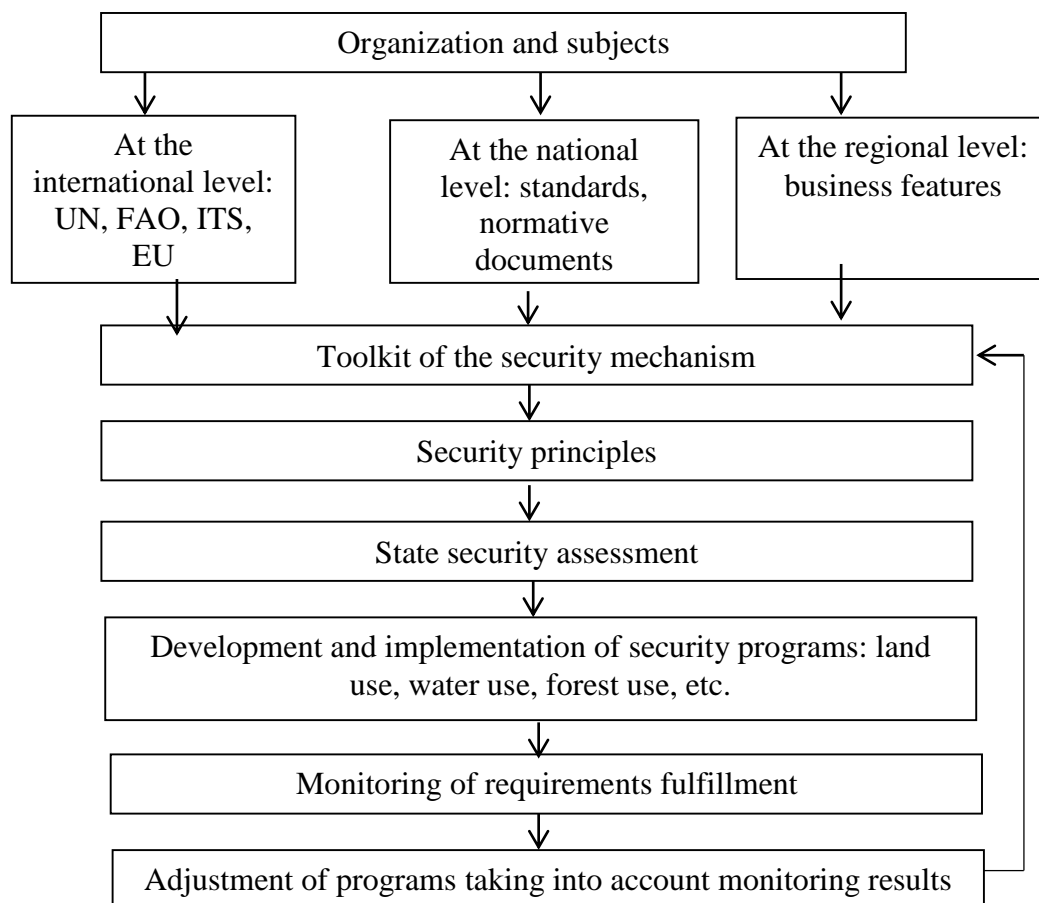 Organization and subjects
At the
international level:
UN, FAO, ITS,
EU
At the national
level: standards,
normative
documents
At the regional level:
business features
Toolkit of the security mechanism
Security principles
State security assessment
Development and implementation of security programs: land
use, water use, forest use, etc.
Monitoring of requirements fulfillment
Adjustment of programs taking into account monitoring results